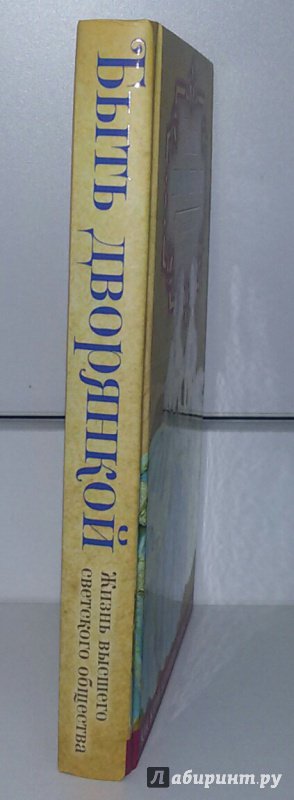 Быть дворянкой
Жизнь высшего
светского общества
Лабиринт.ру